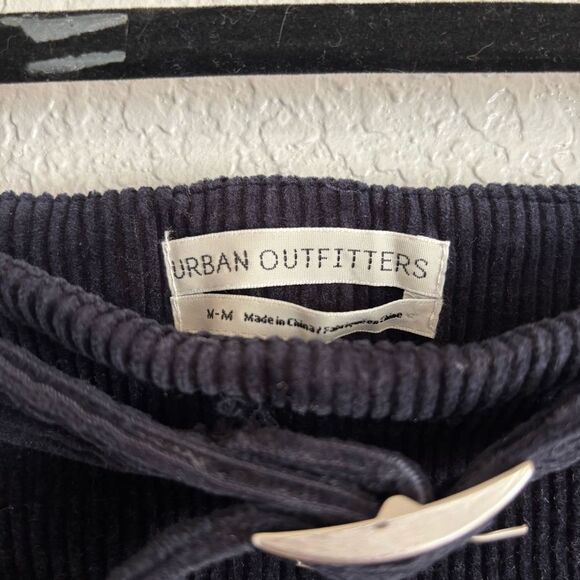 URBAN OUTFITTERS
M-M Made in China / Fabriqué en Chine